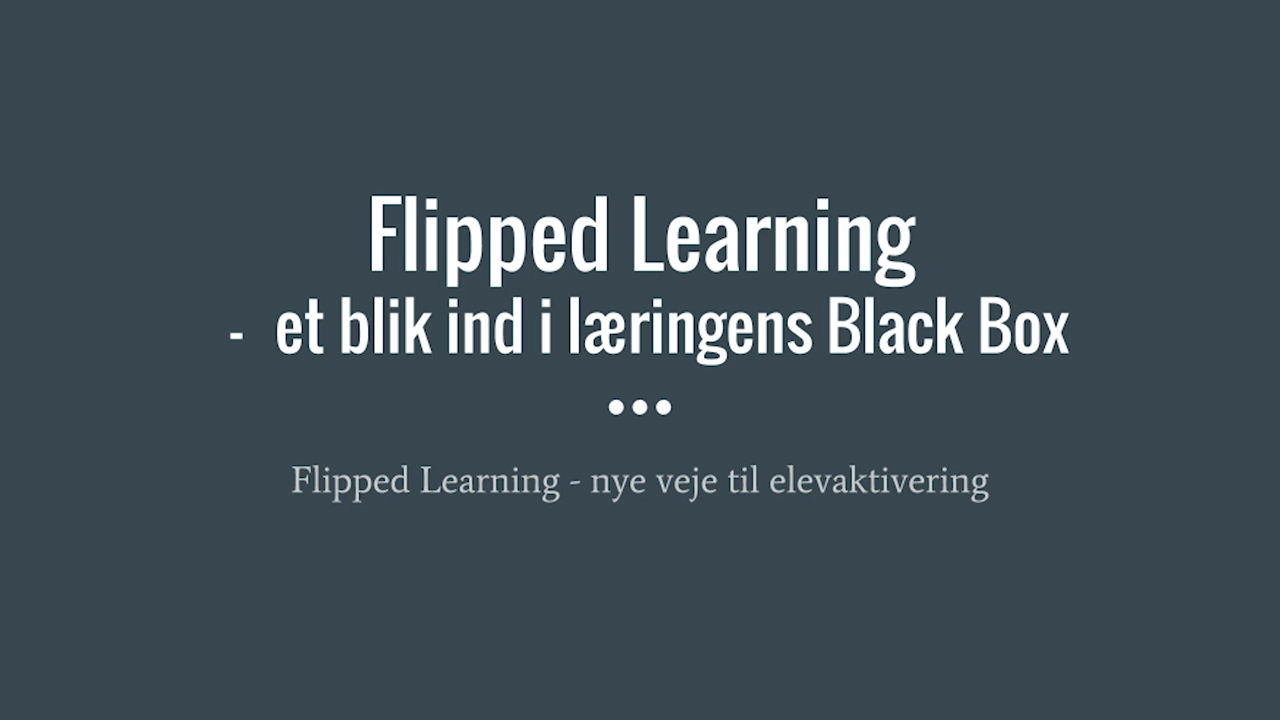 Flipped Learning
- et blik ind i læringens Black Box
Flipped Learning - nye veje til elevaktivering